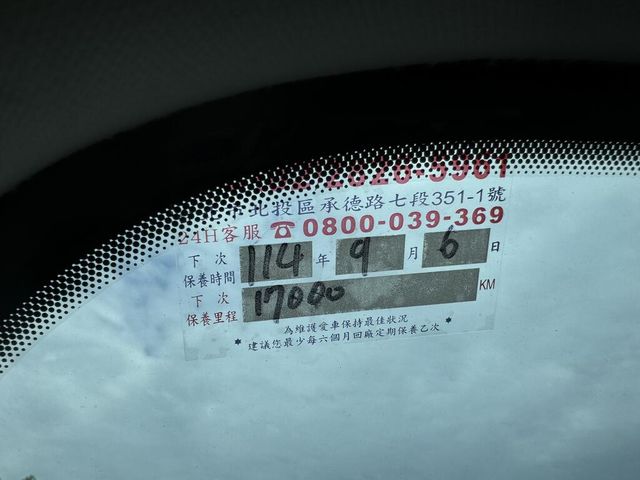 2826-5961
市北投區承德路七段351-1號
24H客服 ☎ 0800-039-369
下次保養時間 114 年 9 月 6 日
下次保養里程 17000 KM
為維護愛車保持最佳狀況
* 建議您最少每六個月回廠定期保養乙次 *